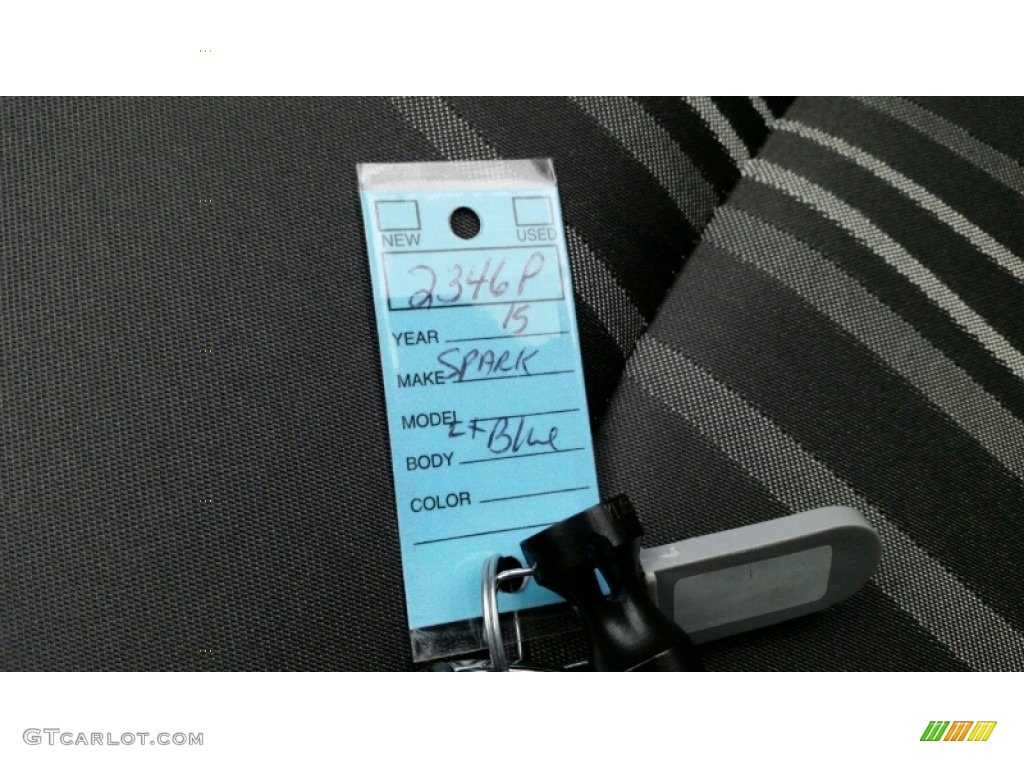 NEW USED
2346P
YEAR 15
MAKE SPARK
MODEL
BODY LT Blue
COLOR
GTCARLOT.COM